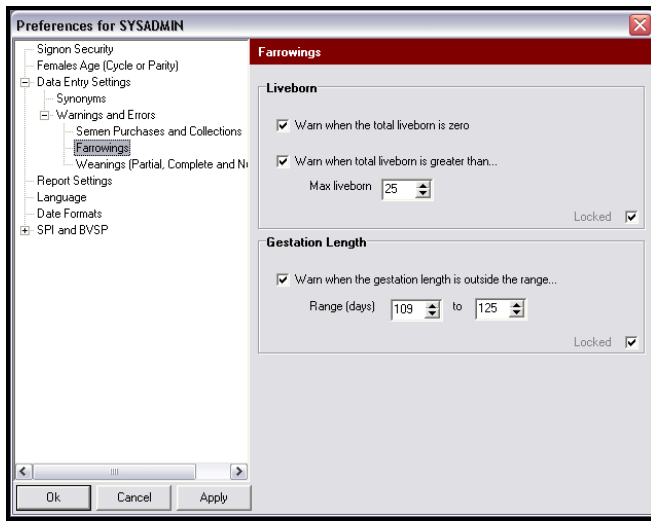 Preferences for SYSADMIN
Signon Security
Females Age (Cycle or Parity)
Data Entry Settings
Synonyms
Warnings and Errors
Semen Purchases and Collections
Farrowings
Weanings (Partial, Complete and
Report Settings
Language
Date Formats
SPI and BVSP
Ok Cancel Apply
Farrowings
Liveborn
Warn when the total liveborn is zero
Warn when total liveborn is greater than...
Max liveborn 25
Locked
Gestation Length
Warn when the gestation length is outside the range...
Range (days) 109 to 125
Locked